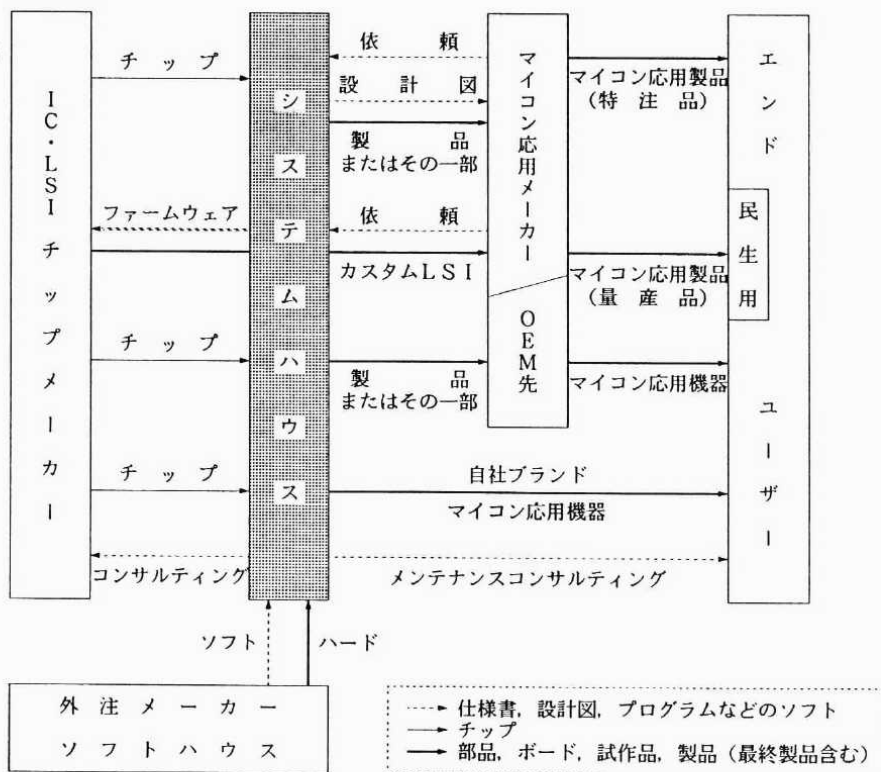 IC・LSIチップメーカー
チップ
ファームウェア
チップ
チップ
コンサルティング
システムハウス
依頼
設計図
製品
またはその一部
依頼
カスタムLSI
製品
またはその一部
自社ブランド
マイコン応用機器
メンテナンスコンサルティング
マイコン応用メーカー
OEM先
マイコン応用製品
(特注品)
マイコン応用製品
(量産品)
マイコン応用機器
エンドユーザー
民生用
ソフト
ハード
外注メーカー
ソフトハウス
仕様書，設計図，プログラムなどのソフト
チップ
部品，ボード，試作品，製品（最終製品含む）